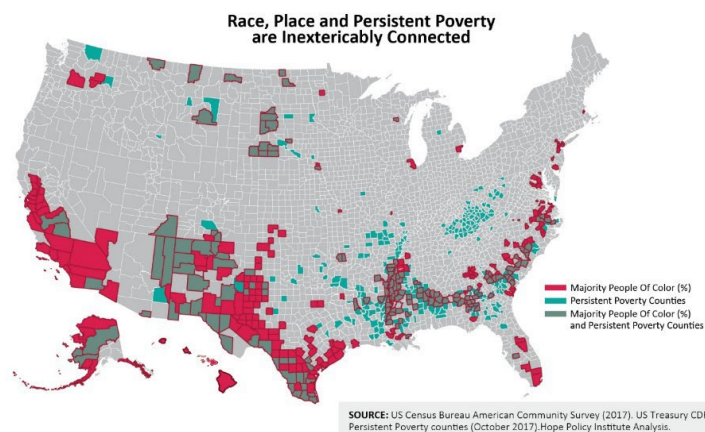 Race, Place and Persistent Poverty
are Inextericably Connected
Majority People Of Color (%)
Persistent Poverty Counties
Majority People Of Color (%)
and Persistent Poverty Counties
SOURCE: US Census Bureau American Community Survey (2017). US Treasury CD
Persistent Poverty counties (October 2017).Hope Policy Institute Analysis.